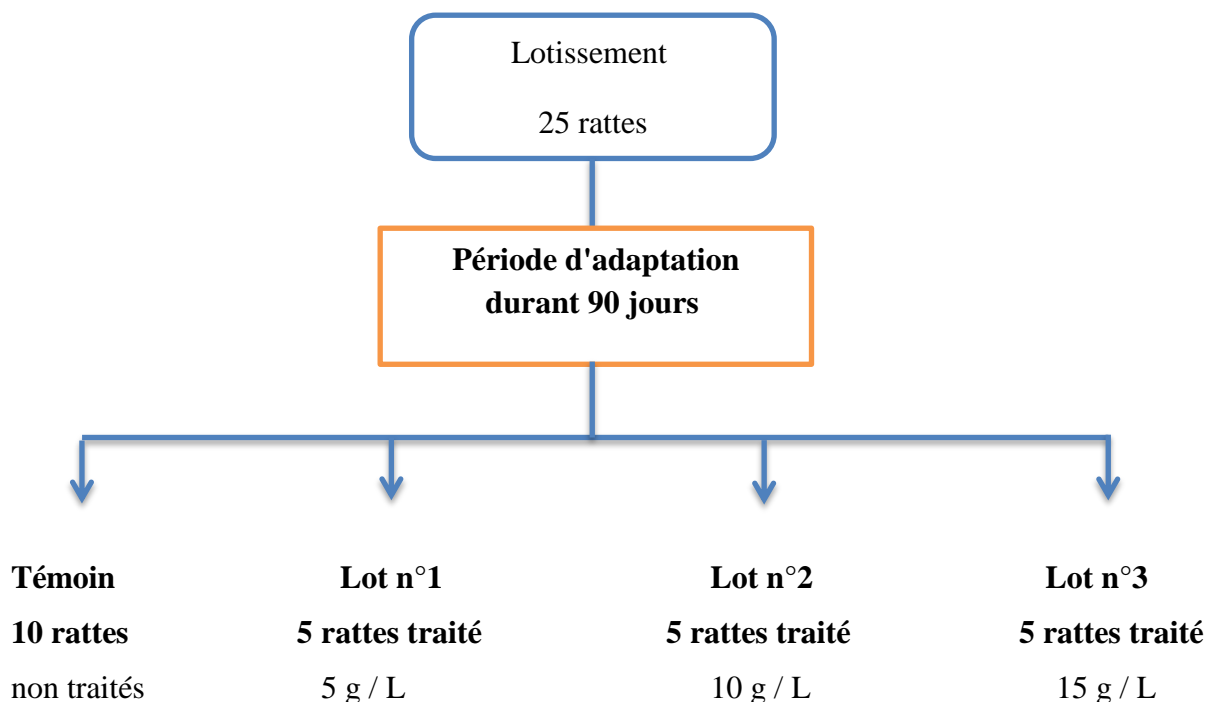 Lotissement
25 rattes
Période d'adaptation
durant 90 jours
Témoin
Lot n°1
Lot n°2
Lot n°3
10 rattes
5 rattes traité
5 rattes traité
5 rattes traité
non traités
5 g / L
10 g / L
15 g / L